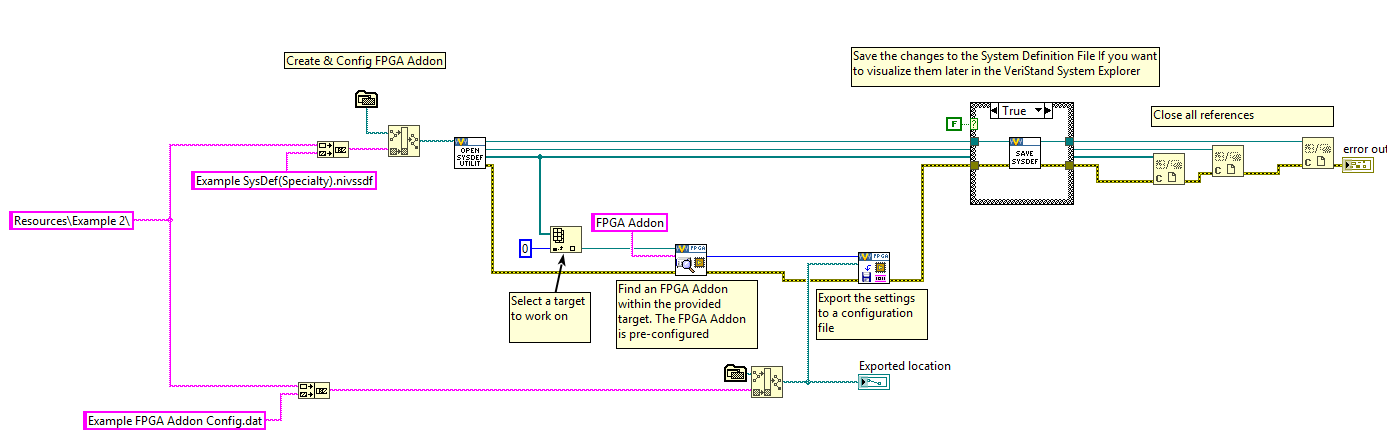 Create & Config FPGA Addon
Save the changes to the System Definition File If you want
to visualize them later in the VeriStand System Explorer
True
Close all references
F
?
OPEN
SYSDEF
UTILIT
SAVE
SYSDEF
C
C
C
error out
Example SysDef(Specialty).nivssdf
Resources\Example 2\
FPGA Addon
0
FPGA
FPGA
Select a target
to work on
Find an FPGA Addon
within the provided
target. The FPGA Addon
is pre-configured
Export the settings
to a configuration
file
Exported location
Example FPGA Addon Config.dat